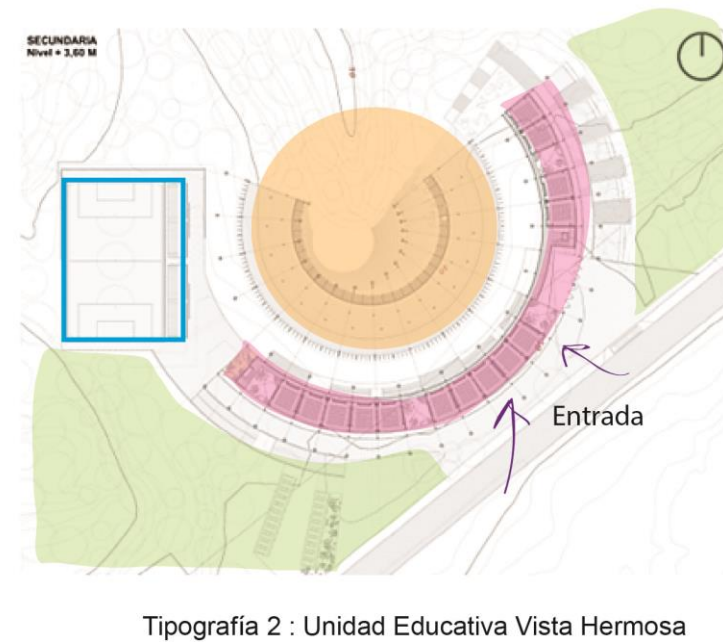 SECUNDARIA
Nivel + 3,60 M
Entrada
Tipografía 2 : Unidad Educativa Vista Hermosa